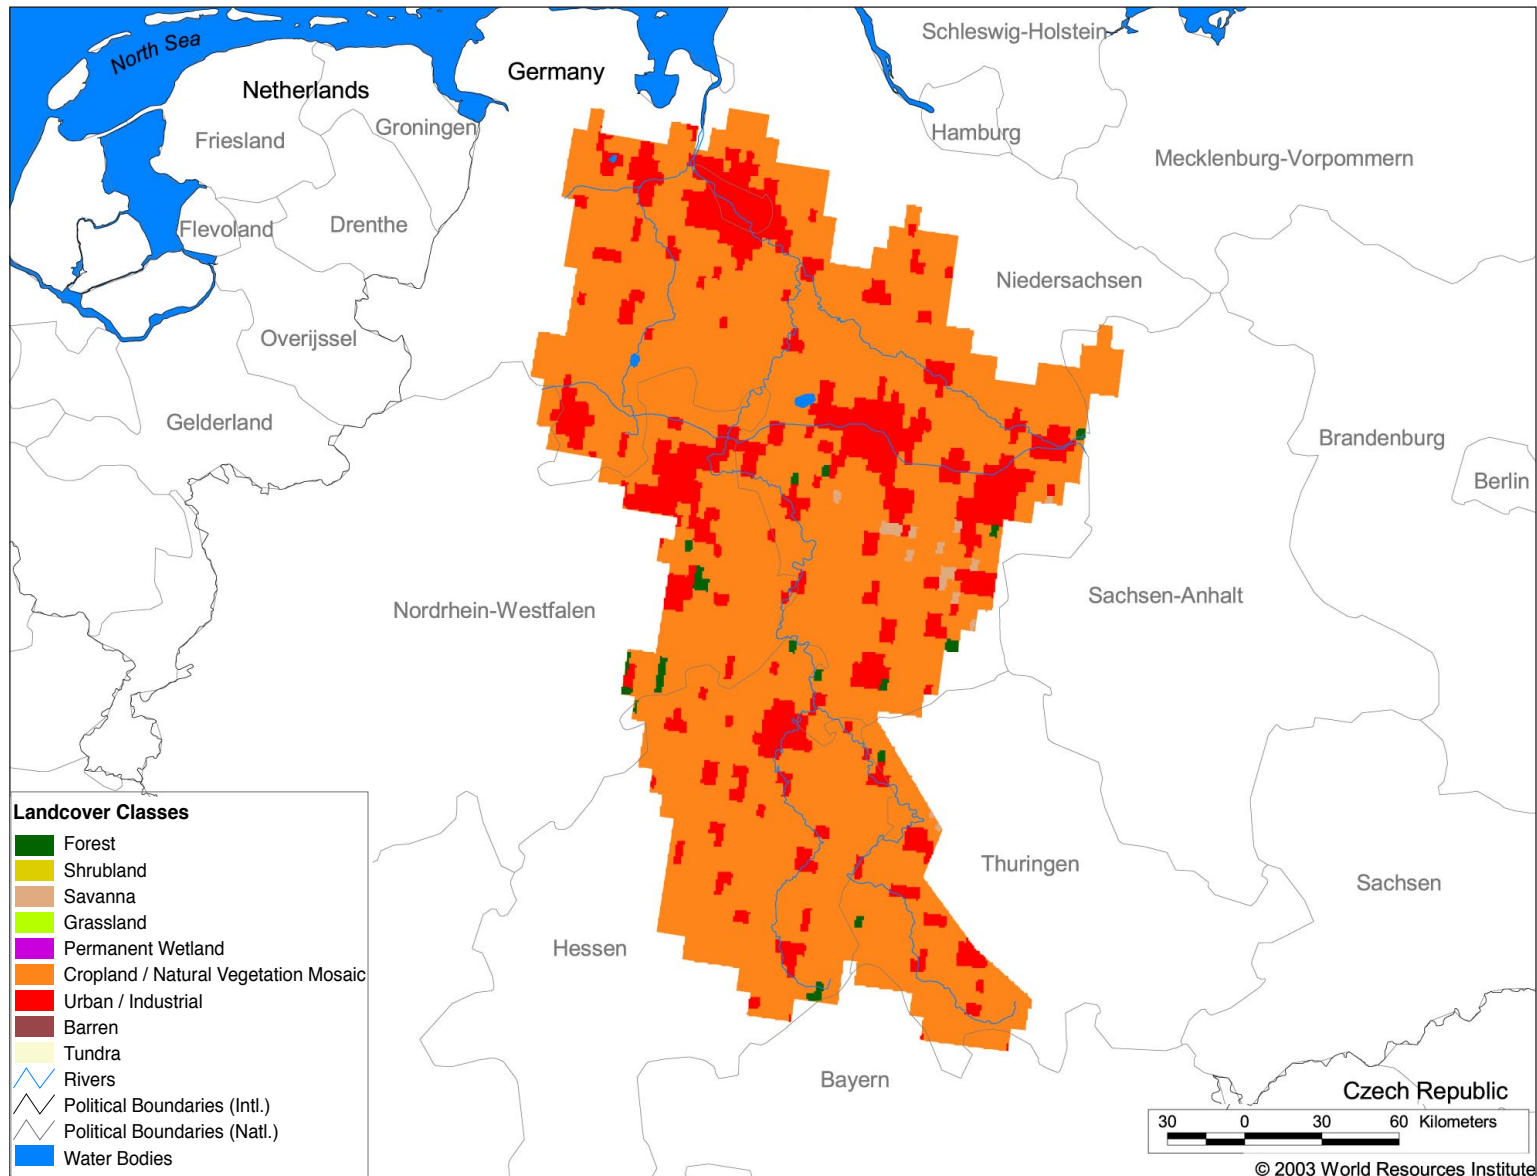 North Sea
Schleswig-Holstein
Germany
Netherlands
Groningen
Friesland
Hamburg
Mecklenburg-Vorpommern
Flevoland
Drenthe
Niedersachsen
Overijssel
Gelderland
Brandenburg
Berlin
Nordrhein-Westfalen
Sachsen-Anhalt
Thuringen
Sachsen
Hessen
Bayern
Czech Republic
Landcover Classes
Forest
Shrubland
Savanna
Grassland
Permanent Wetland
Cropland / Natural Vegetation Mosaic
Urban / Industrial
Barren
Tundra
Rivers
Political Boundaries (Intl.)
Political Boundaries (Natl.)
Water Bodies
30 0 30 60 Kilometers
© 2003 World Resources Institute